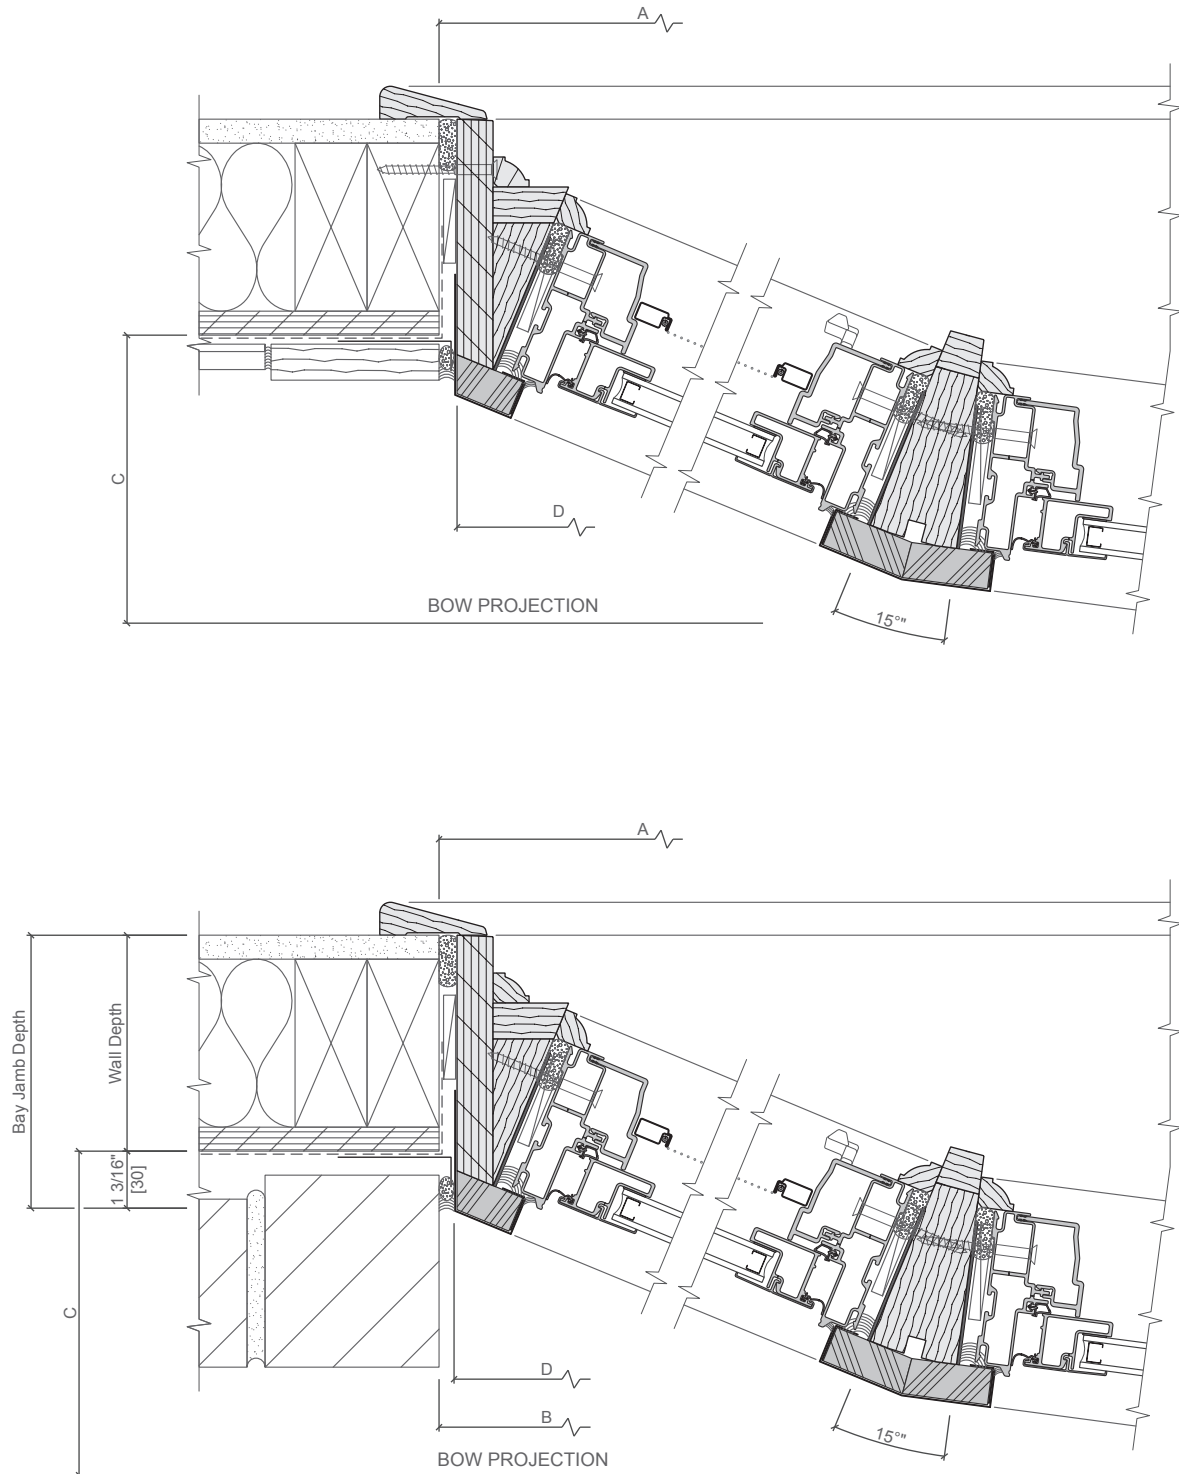 A
C
D
BOW PROJECTION
15°"
A
Bay Jamb Depth
Wall Depth
1 3/16"
[30]
C
D
B
15°"
BOW PROJECTION